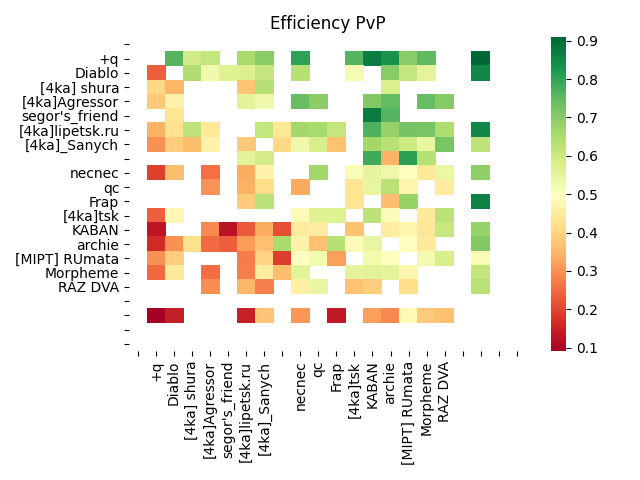 Efficiency PvP
+q
Diablo
[4ka] shura
[4ka]Agressor
segor's_friend
[4ka]lipetsk.ru
[4ka]_Sanych
necnec
qc
Frap
[4ka]tsk
KABAN
archie
[MIPT] RUmata
Morpheme
RAZ DVA
+q
Diablo
[4ka] shura
[4ka]Agressor
segor's_friend
[4ka]lipetsk.ru
[4ka]_Sanych
necnec
qc
Frap
[4ka]tsk
KABAN
archie
[MIPT] RUmata
Morpheme
RAZ DVA
0.9
0.8
0.7
0.6
0.5
0.4
0.3
0.2
0.1